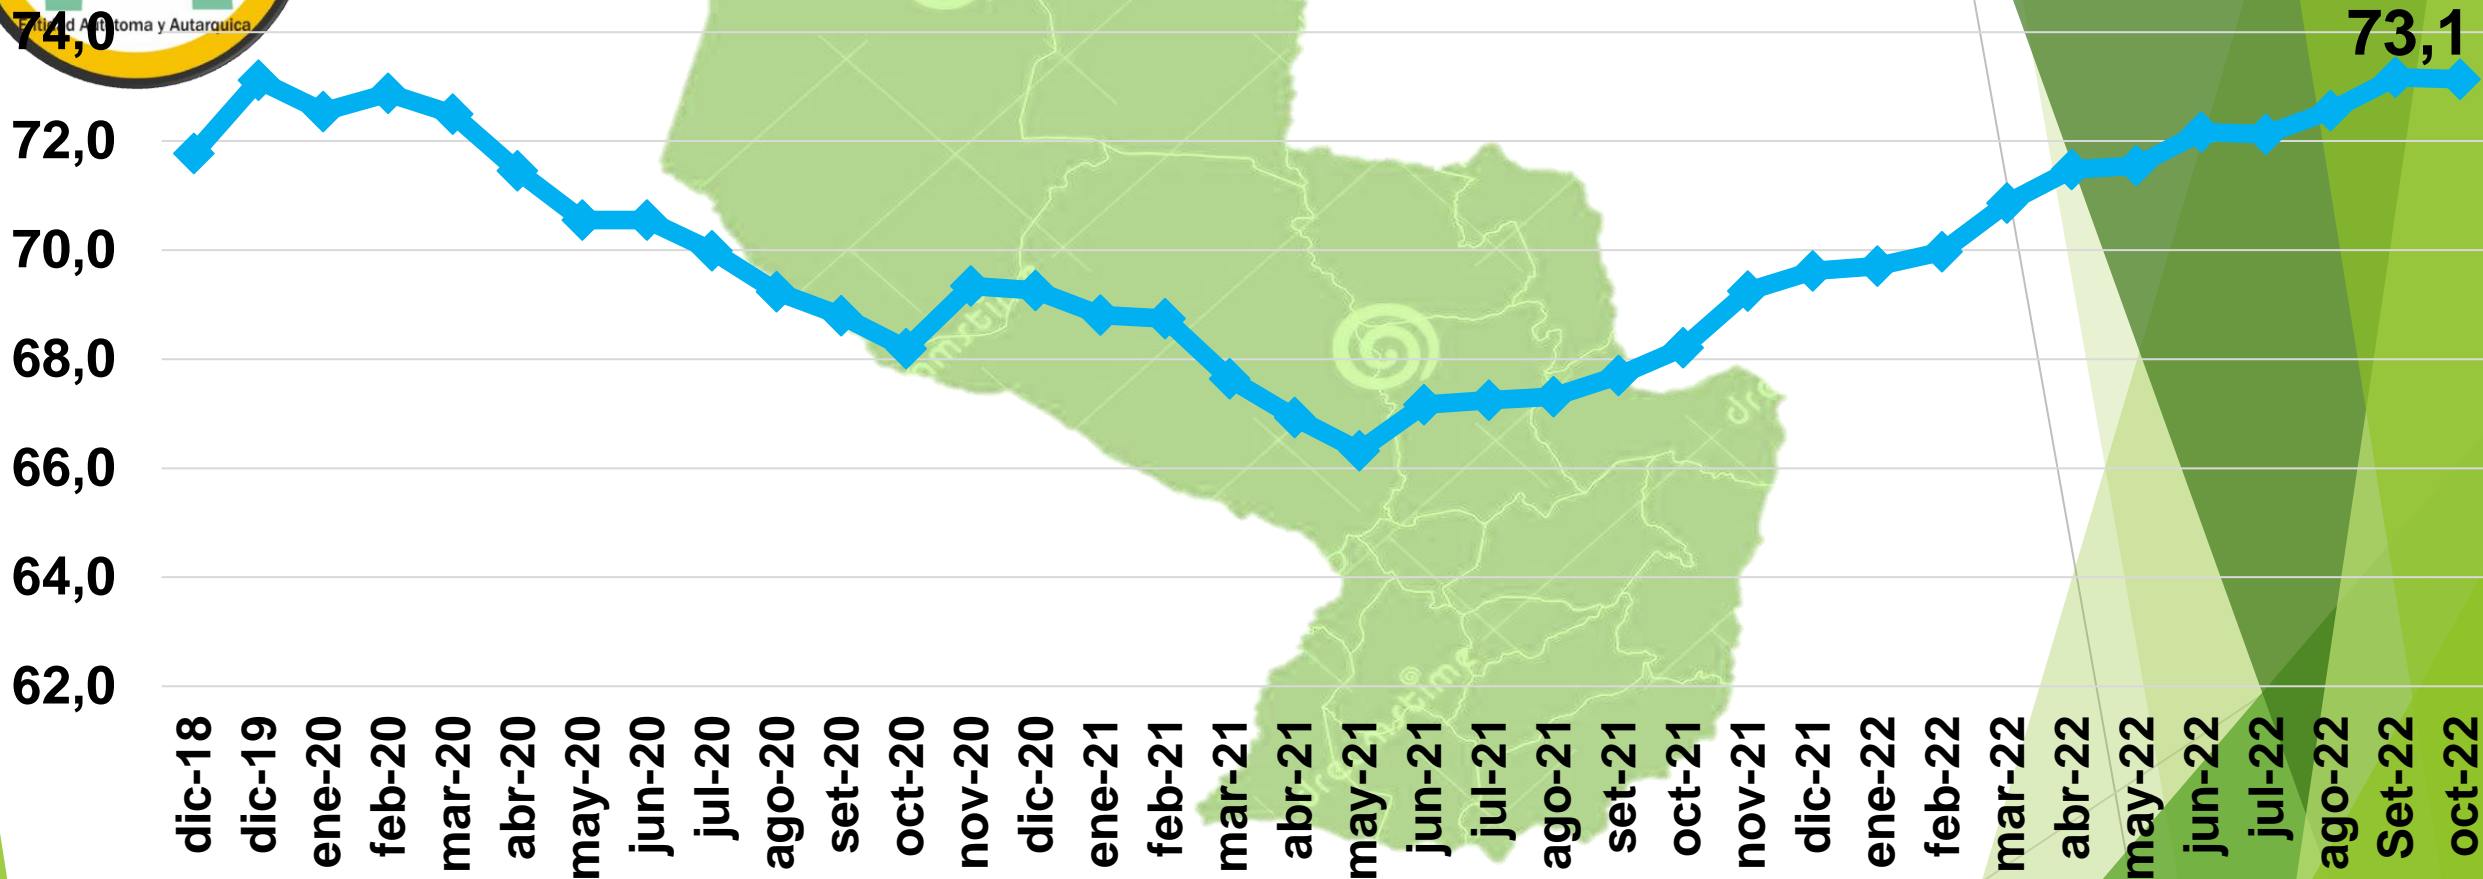 Entidad Autónoma y Autarquica
74,0
73,1
72,0
70,0
68,0
66,0
64,0
62,0
dic-18
dic-19
ene-20
feb-20
mar-20
abr-20
may-20
jun-20
jul-20
ago-20
set-20
oct-20
nov-20
dic-20
ene-21
feb-21
mar-21
abr-21
may-21
jun-21
jul-21
ago-21
set-21
oct-21
nov-21
dic-21
ene-22
feb-22
mar-22
abr-22
may-22
jun-22
jul-22
ago-22
Set-22
oct-22